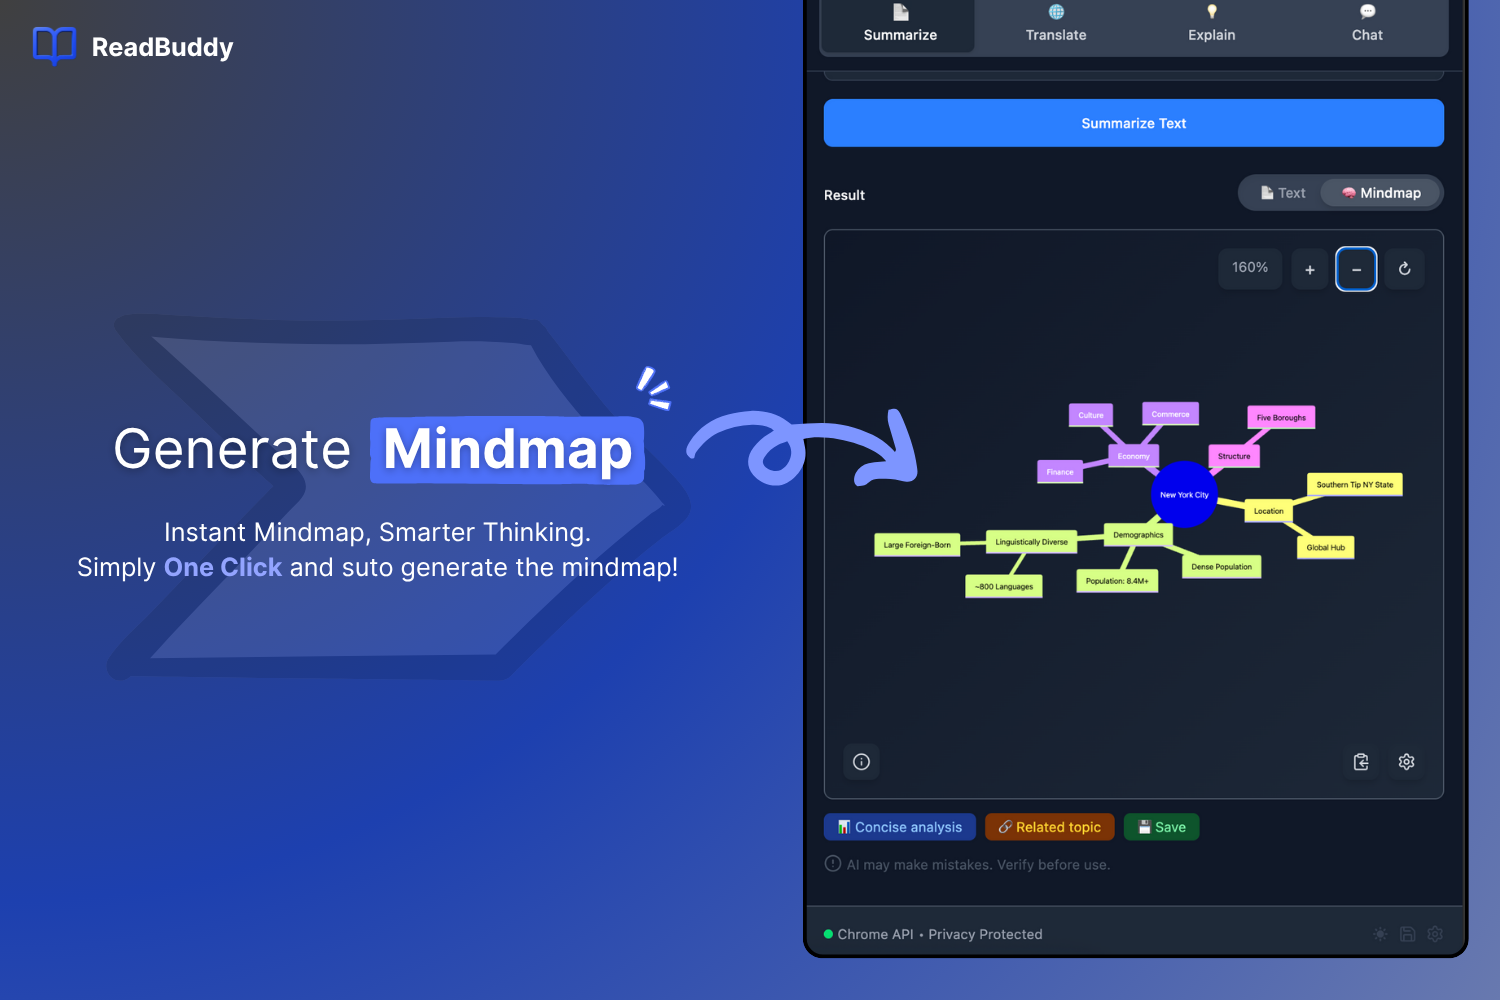 ReadBuddy
Generate Mindmap
Instant Mindmap, Smarter Thinking.
Simply One Click and suto generate the mindmap!
Summarize
Translate
Explain
Chat
Summarize Text
Result
Text
Mindmap
160%
+
−
Culture
Commerce
Five Boroughs
Economy
Structure
Finance
New York City
Southern Tip NY State
Location
Demographics
Linguistically Diverse
Large Foreign-Born
Global Hub
Dense Population
Population: 8.4M+
~800 Languages
Concise analysis
Related topic
Save
AI may make mistakes. Verify before use.
Chrome API • Privacy Protected